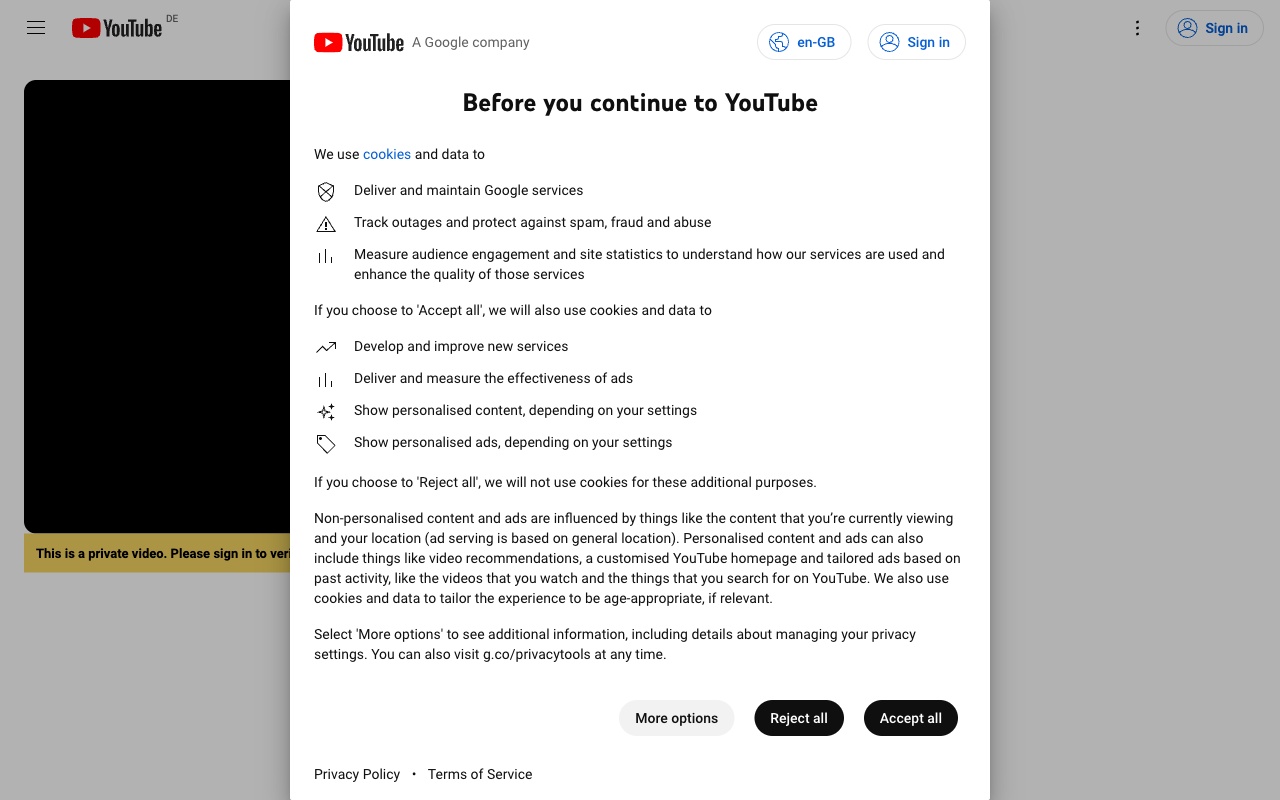 YouTube DE
Sign in
YouTube A Google company
en-GB
Sign in
Before you continue to YouTube
We use cookies and data to
Deliver and maintain Google services
Track outages and protect against spam, fraud and abuse
Measure audience engagement and site statistics to understand how our services are used and
enhance the quality of those services
If you choose to 'Accept all', we will also use cookies and data to
Develop and improve new services
Deliver and measure the effectiveness of ads
Show personalised content, depending on your settings
Show personalised ads, depending on your settings
If you choose to 'Reject all', we will not use cookies for these additional purposes.
Non-personalised content and ads are influenced by things like the content that you’re currently viewing
and your location (ad serving is based on general location). Personalised content and ads can also
include things like video recommendations, a customised YouTube homepage and tailored ads based on
past activity, like the videos that you watch and the things that you search for on YouTube. We also use
cookies and data to tailor the experience to be age-appropriate, if relevant.
Select 'More options' to see additional information, including details about managing your privacy
settings. You can also visit g.co/privacytools at any time.
More options
Reject all
Accept all
Privacy Policy • Terms of Service
This is a private video. Please sign in to veri